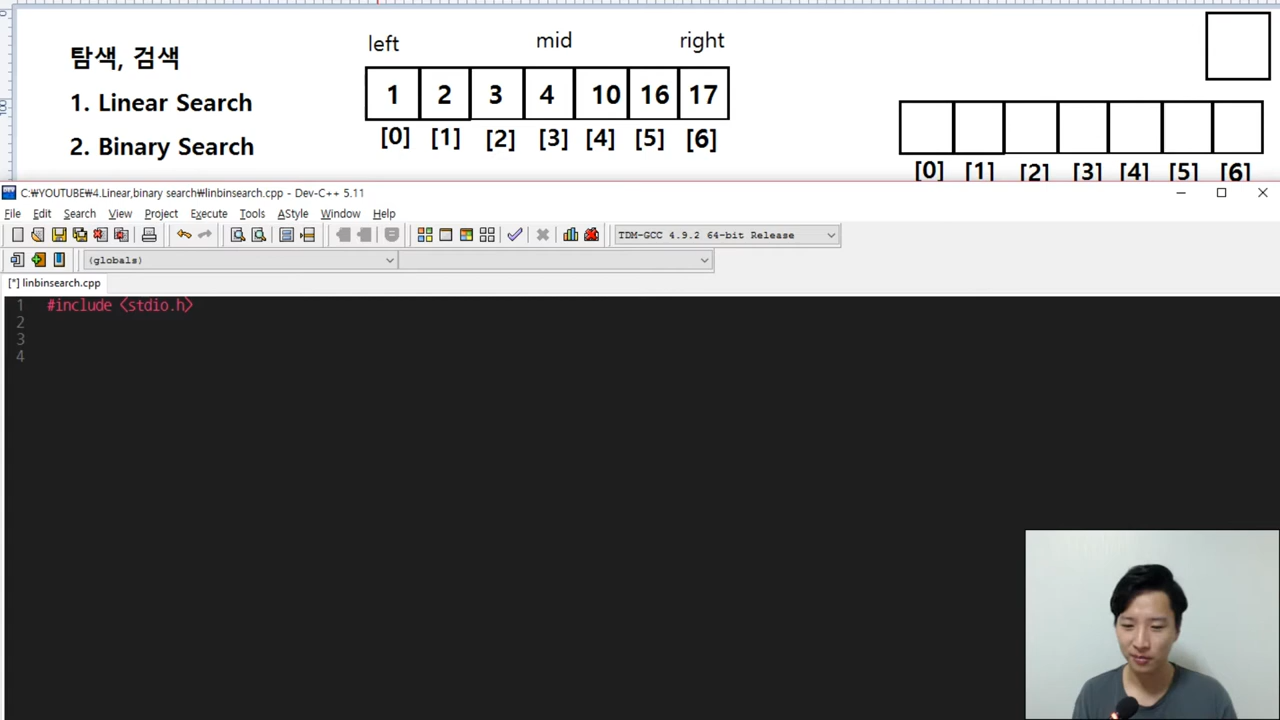 탐색, 검색
1. Linear Search
2. Binary Search
left mid right
1 2 3 4 10 16 17
[0] [1] [2] [3] [4] [5] [6]
[0] [1] [2] [3] [4] [5] [6]
C:₩YOUTUBE₩4.Linear,binary search₩linbinsearch.cpp - Dev-C++ 5.11
File Edit Search View Project Execute Tools AStyle Window Help
TDM-GCC 4.9.2 64-bit Release
(globals)
[*] linbinsearch.cpp
1 #include <stdio.h>
2
3
4